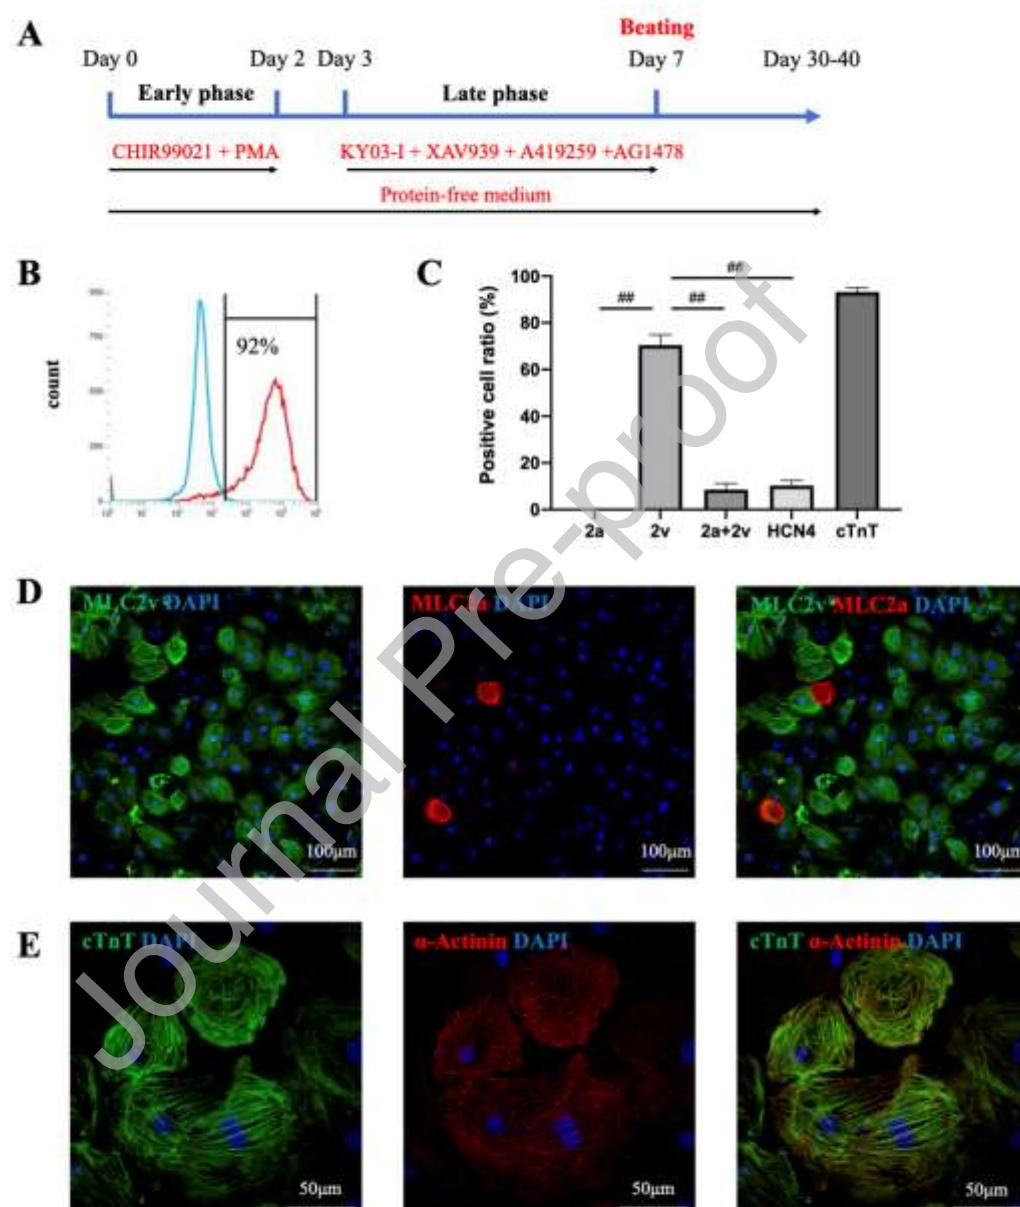 A
Beating
Day 0 Day 2 Day 3 Day 7 Day 30-40
Early phase Late phase
CHIR99021 + PMA KY03-I + XAV939 + A419259 +AG1478
Protein-free medium
B
count
92%
C
Positive cell ratio (%)
100
80
60
40
20
0
##
## ##
2a 2v 2a+2v HCN4 cTnT
D
MLC2v DAPI MLC2a DAPI MLC2v MLC2a DAPI
100μm 100μm 100μm
E
cTnT DAPI α-Actinin DAPI cTnT α-Actinin DAPI
50μm 50μm 50μm
Journal Pre-proof